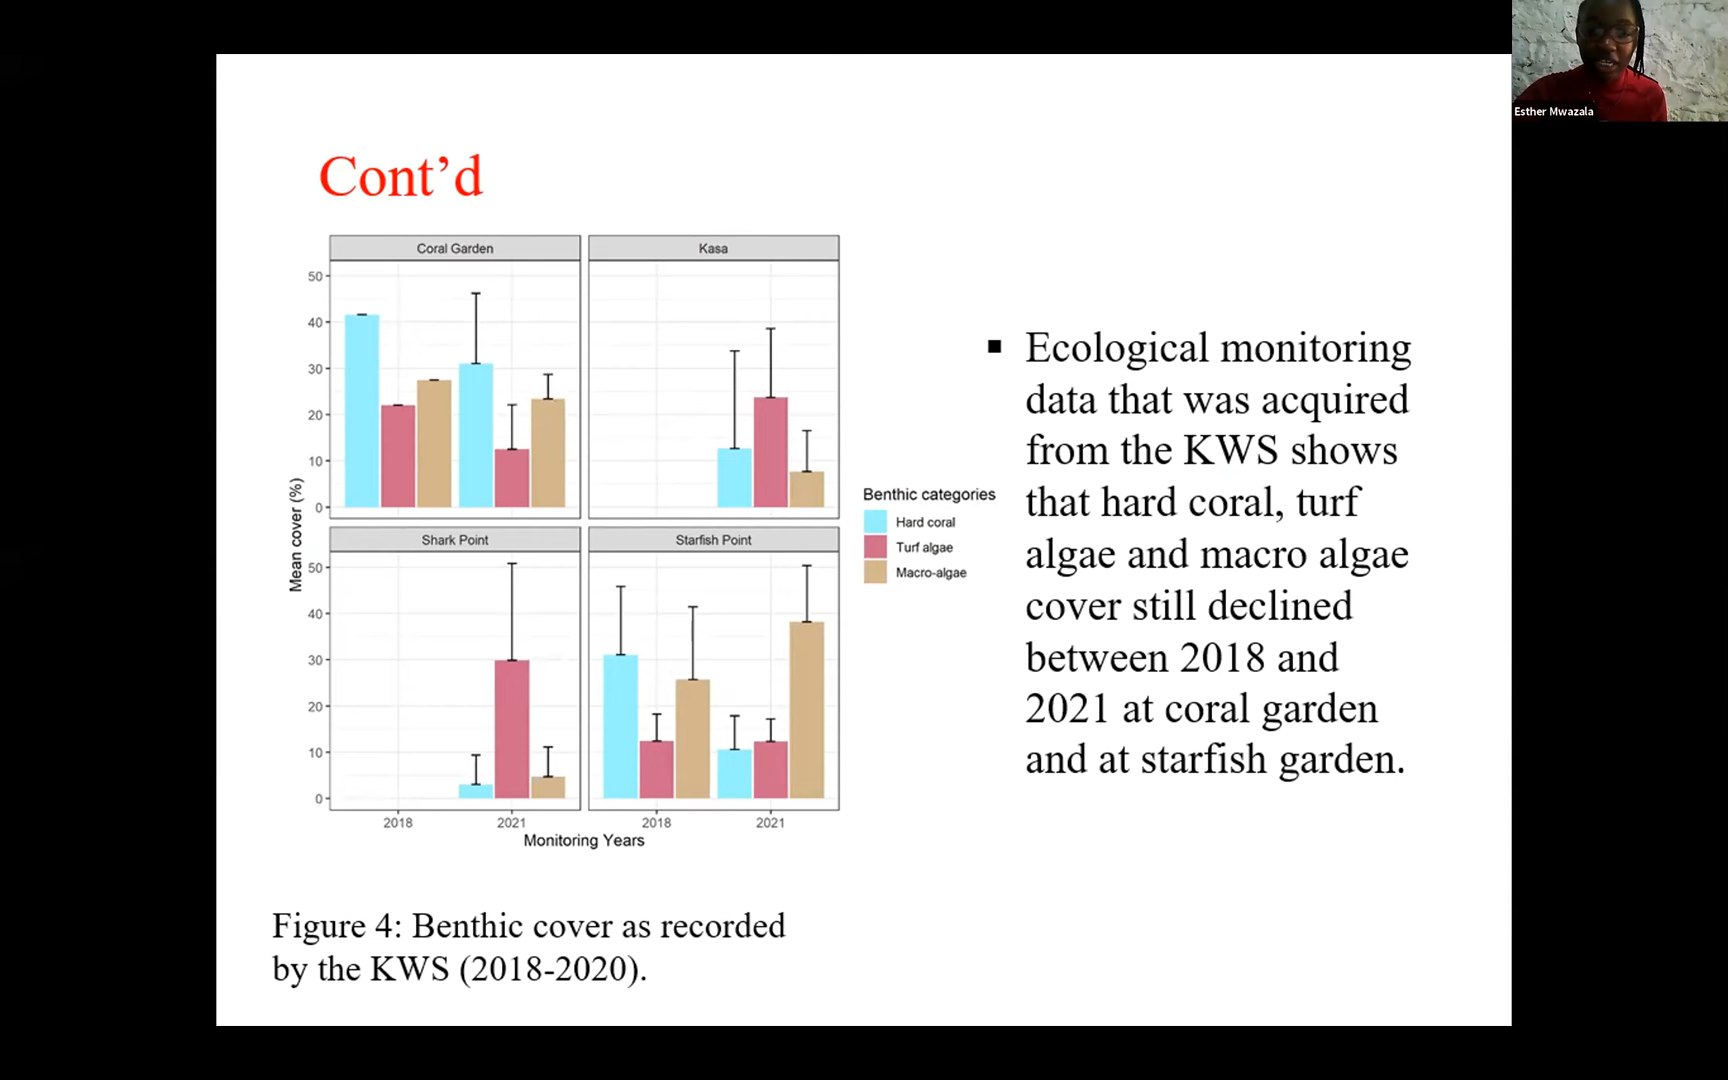 Esther Mwazala
Cont’d
Coral Garden
Kasa
50
40
30
20
10
0
Shark Point
Starfish Point
50
40
30
20
10
0
Mean cover (%)
2018
2021
2018
2021
Monitoring Years
Benthic categories
Hard coral
Turf algae
Macro-algae
■ Ecological monitoring
data that was acquired
from the KWS shows
that hard coral, turf
algae and macro algae
cover still declined
between 2018 and
2021 at coral garden
and at starfish garden.
Figure 4: Benthic cover as recorded
by the KWS (2018-2020).